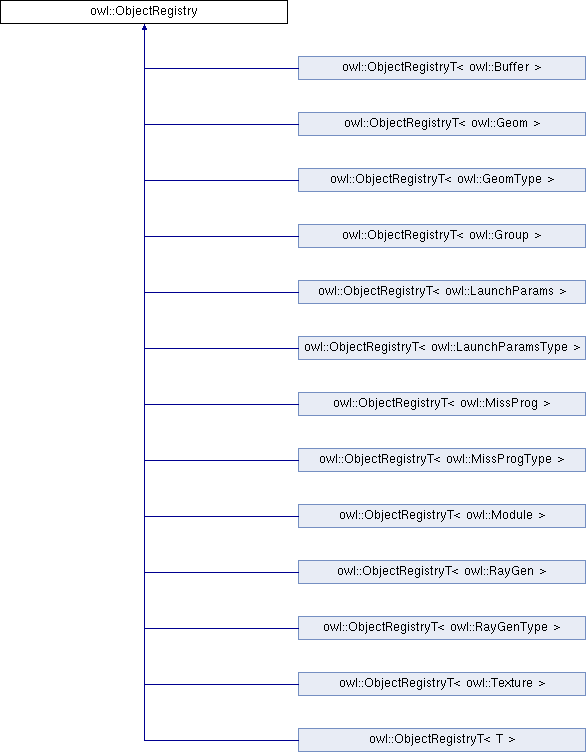 owl::ObjectRegistry
owl::ObjectRegistryT< owl::Buffer >
owl::ObjectRegistryT< owl::Geom >
owl::ObjectRegistryT< owl::GeomType >
owl::ObjectRegistryT< owl::Group >
owl::ObjectRegistryT< owl::LaunchParams >
owl::ObjectRegistryT< owl::LaunchParamsType >
owl::ObjectRegistryT< owl::MissProg >
owl::ObjectRegistryT< owl::MissProgType >
owl::ObjectRegistryT< owl::Module >
owl::ObjectRegistryT< owl::RayGen >
owl::ObjectRegistryT< owl::RayGenType >
owl::ObjectRegistryT< owl::Texture >
owl::ObjectRegistryT< T >